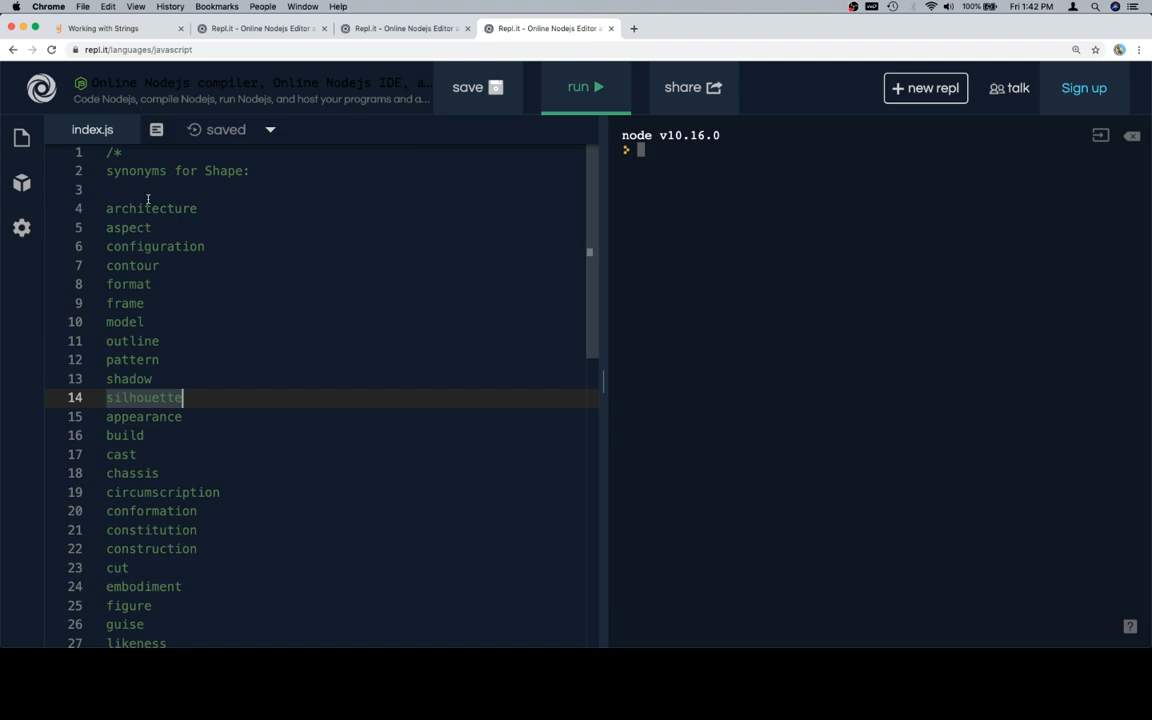 Chrome File Edit View History Bookmarks People Window Help 100% Fri 1:42 PM
Working with Strings Repl.it - Online Nodejs Editor a Repl.it - Online Nodejs Editor a Repl.it - Online Nodejs Editor a
repl.it/languages/javascript
Online Nodejs compiler, Online Nodejs IDE, a...
Code Nodejs, compile Nodejs, run Nodejs, and host your programs and a...
save run share + new repl talk Sign up
index.js saved
node v10.16.0
1 /*
2 synonyms for Shape:
3
4 architecture
5 aspect
6 configuration
7 contour
8 format
9 frame
10 model
11 outline
12 pattern
13 shadow
14 silhouette
15 appearance
16 build
17 cast
18 chassis
19 circumscription
20 conformation
21 constitution
22 construction
23 cut
24 embodiment
25 figure
26 guise
27 likeness
?